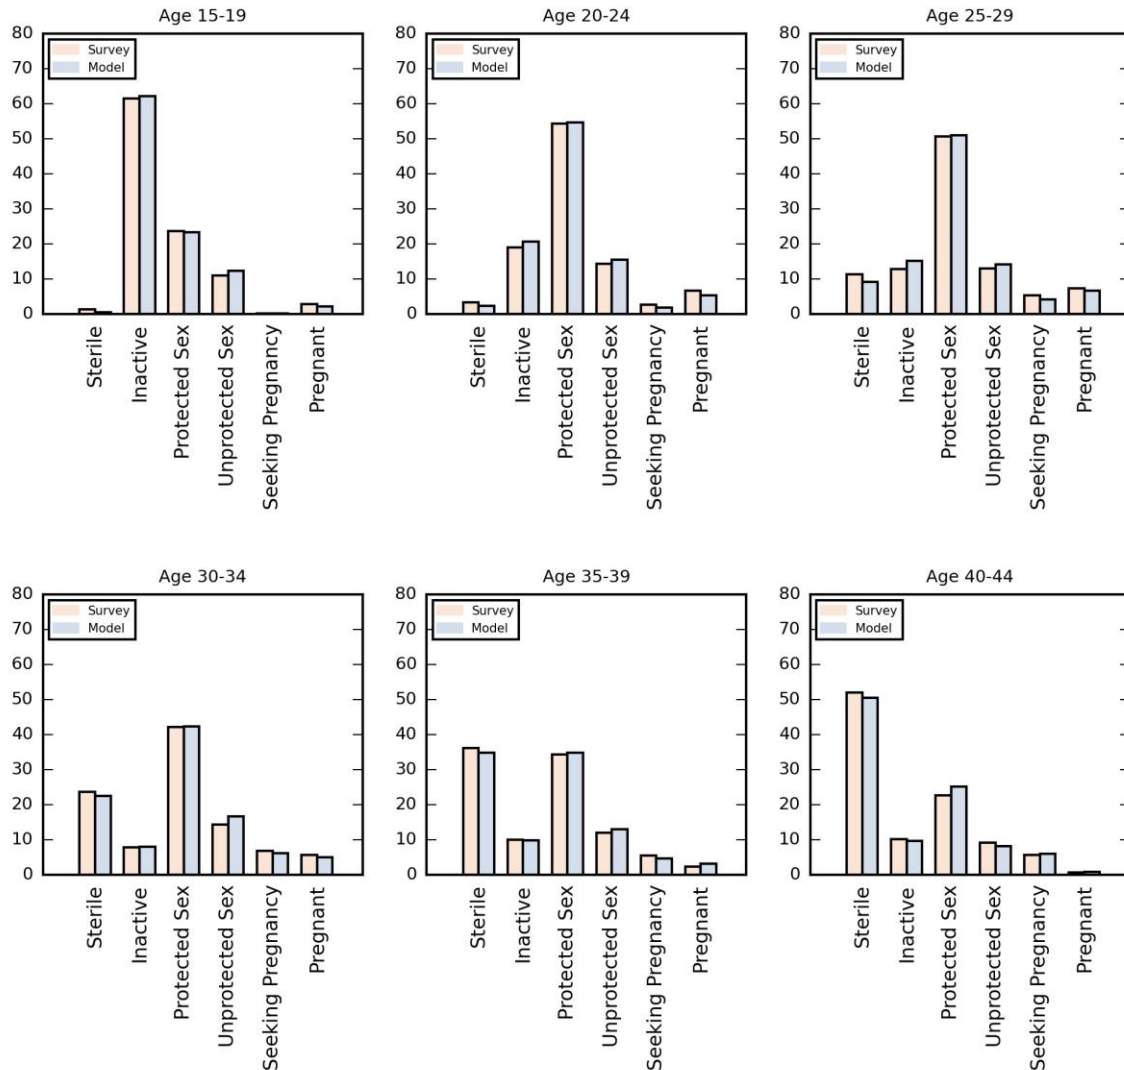 Age 15-19
80
70
60
50
40
30
20
10
0
Survey
Model
Sterile
Inactive
Protected Sex
Unprotected Sex
Seeking Pregnancy
Pregnant
Age 20-24
80
70
60
50
40
30
20
10
0
Survey
Model
Sterile
Inactive
Protected Sex
Unprotected Sex
Seeking Pregnancy
Pregnant
Age 25-29
80
70
60
50
40
30
20
10
0
Survey
Model
Sterile
Inactive
Protected Sex
Unprotected Sex
Seeking Pregnancy
Pregnant
Age 30-34
80
70
60
50
40
30
20
10
0
Survey
Model
Sterile
Inactive
Protected Sex
Unprotected Sex
Seeking Pregnancy
Pregnant
Age 35-39
80
70
60
50
40
30
20
10
0
Survey
Model
Sterile
Inactive
Protected Sex
Unprotected Sex
Seeking Pregnancy
Pregnant
Age 40-44
80
70
60
50
40
30
20
10
0
Survey
Model
Sterile
Inactive
Protected Sex
Unprotected Sex
Seeking Pregnancy
Pregnant